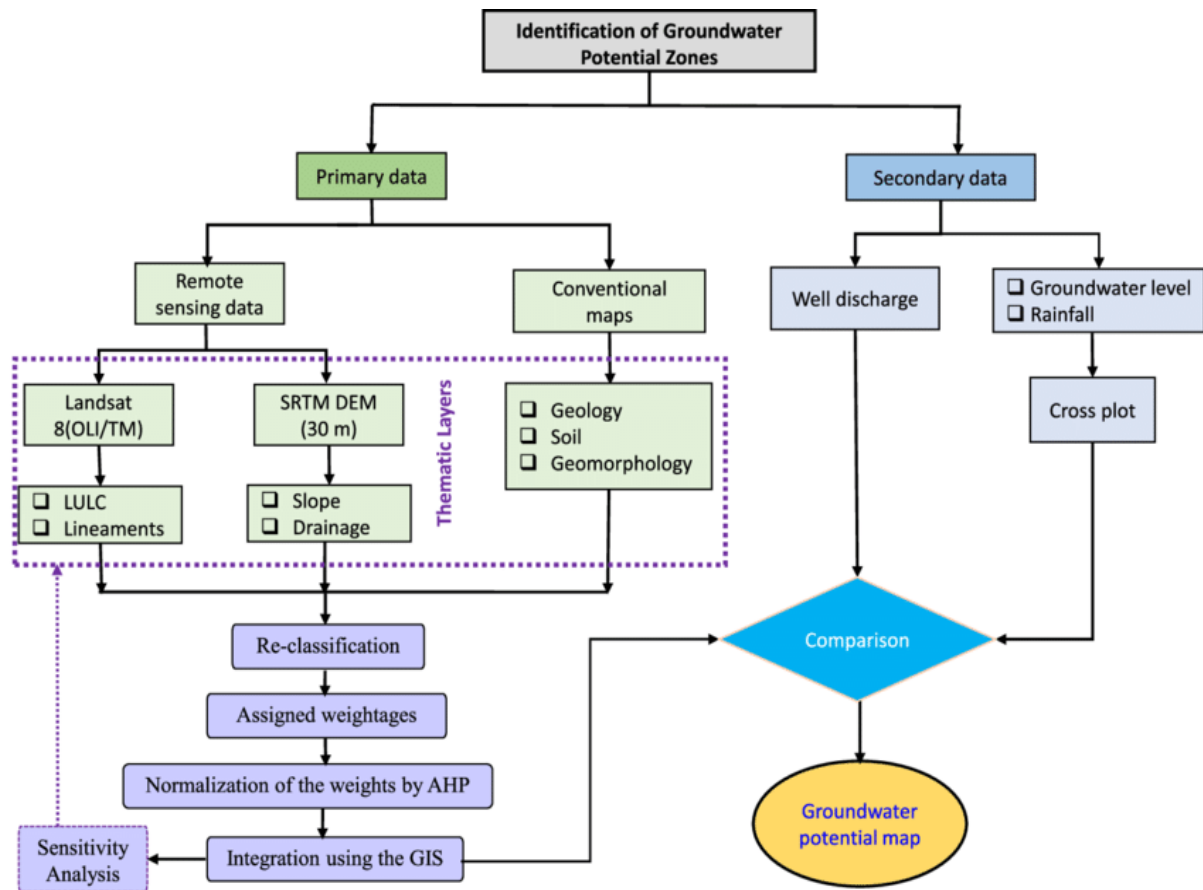 Identification of Groundwater
Potential Zones
Primary data
Secondary data
Remote
sensing data
Conventional
maps
Well discharge
❑ Groundwater level
❑ Rainfall
Landsat
8(OLI/TM)
SRTM DEM
(30 m)
Thematic Layers
❑ Geology
❑ Soil
❑ Geomorphology
Cross plot
❑ LULC
❑ Lineaments
❑ Slope
❑ Drainage
Re-classification
Comparison
Assigned weightages
Normalization of the weights by AHP
Groundwater
potential map
Sensitivity
Analysis
Integration using the GIS